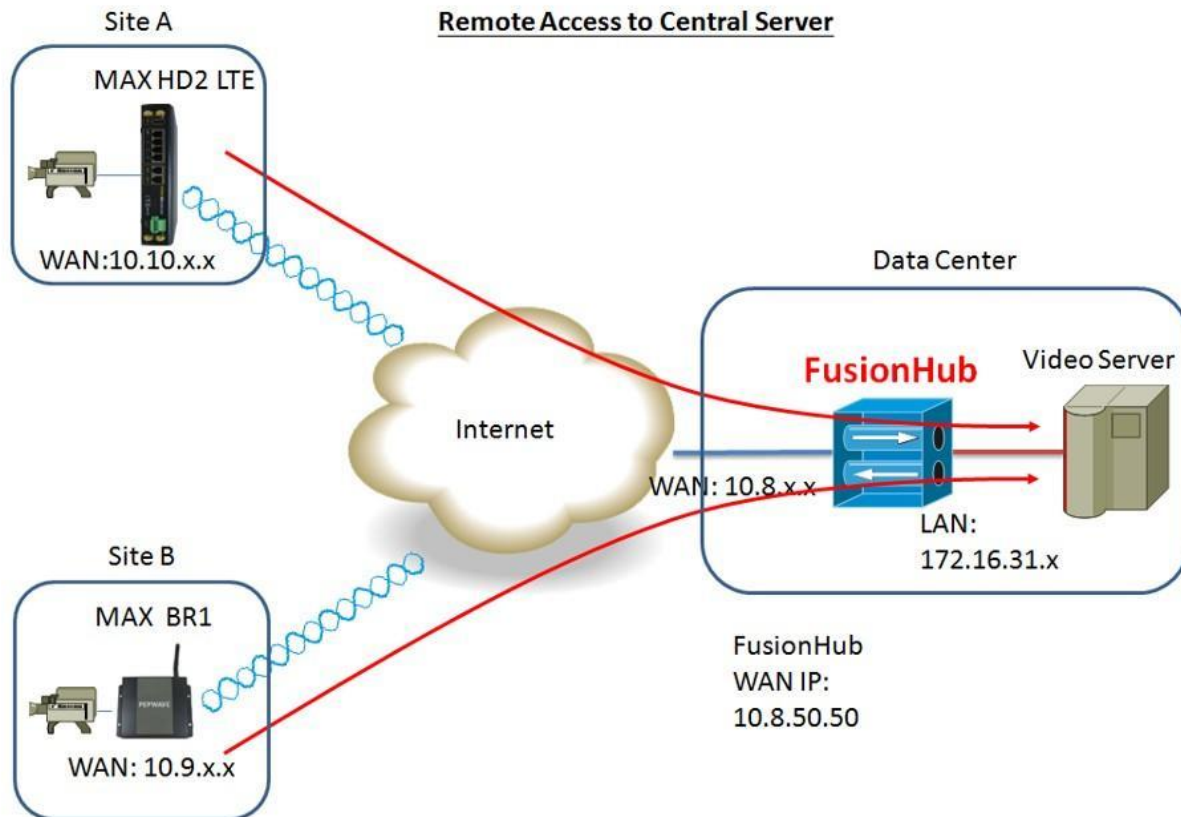 Remote Access to Central Server
Site A
MAX HD2 LTE
WAN:10.10.x.x
Internet
Site B
MAX BR1
PEPWAVE
WAN: 10.9.x.x
Data Center
FusionHub
Video Server
WAN: 10.8.x.x
LAN:
172.16.31.x
FusionHub
WAN IP:
10.8.50.50